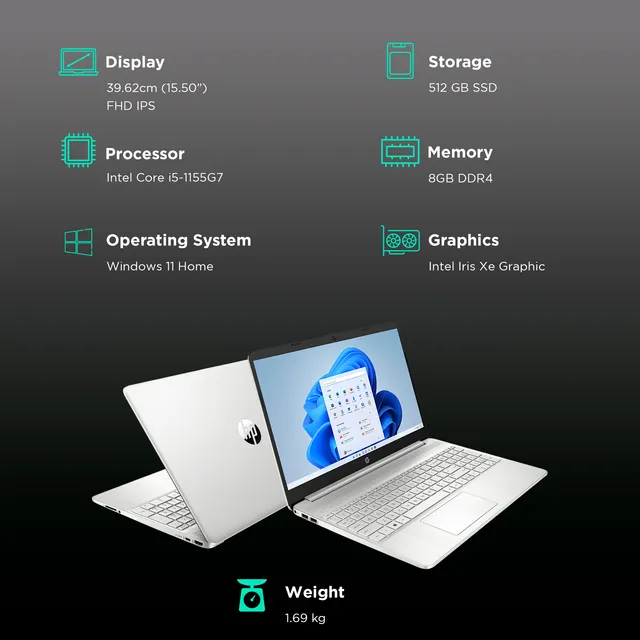 Display
39.62cm (15.50")
FHD IPS
Storage
512 GB SSD
Processor
Intel Core i5-1155G7
Memory
8GB DDR4
Operating System
Windows 11 Home
Graphics
Intel Iris Xe Graphic
hp
Weight
1.69 kg